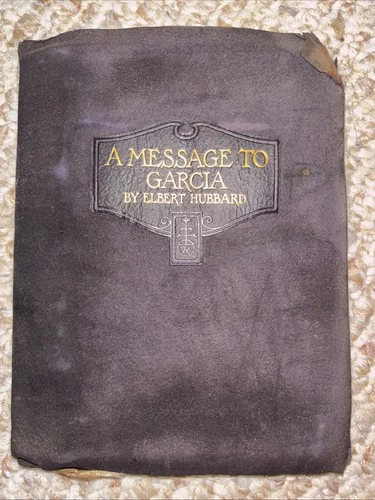 A MESSAGE TO
GARCIA
BY ELBERT HUBBARD